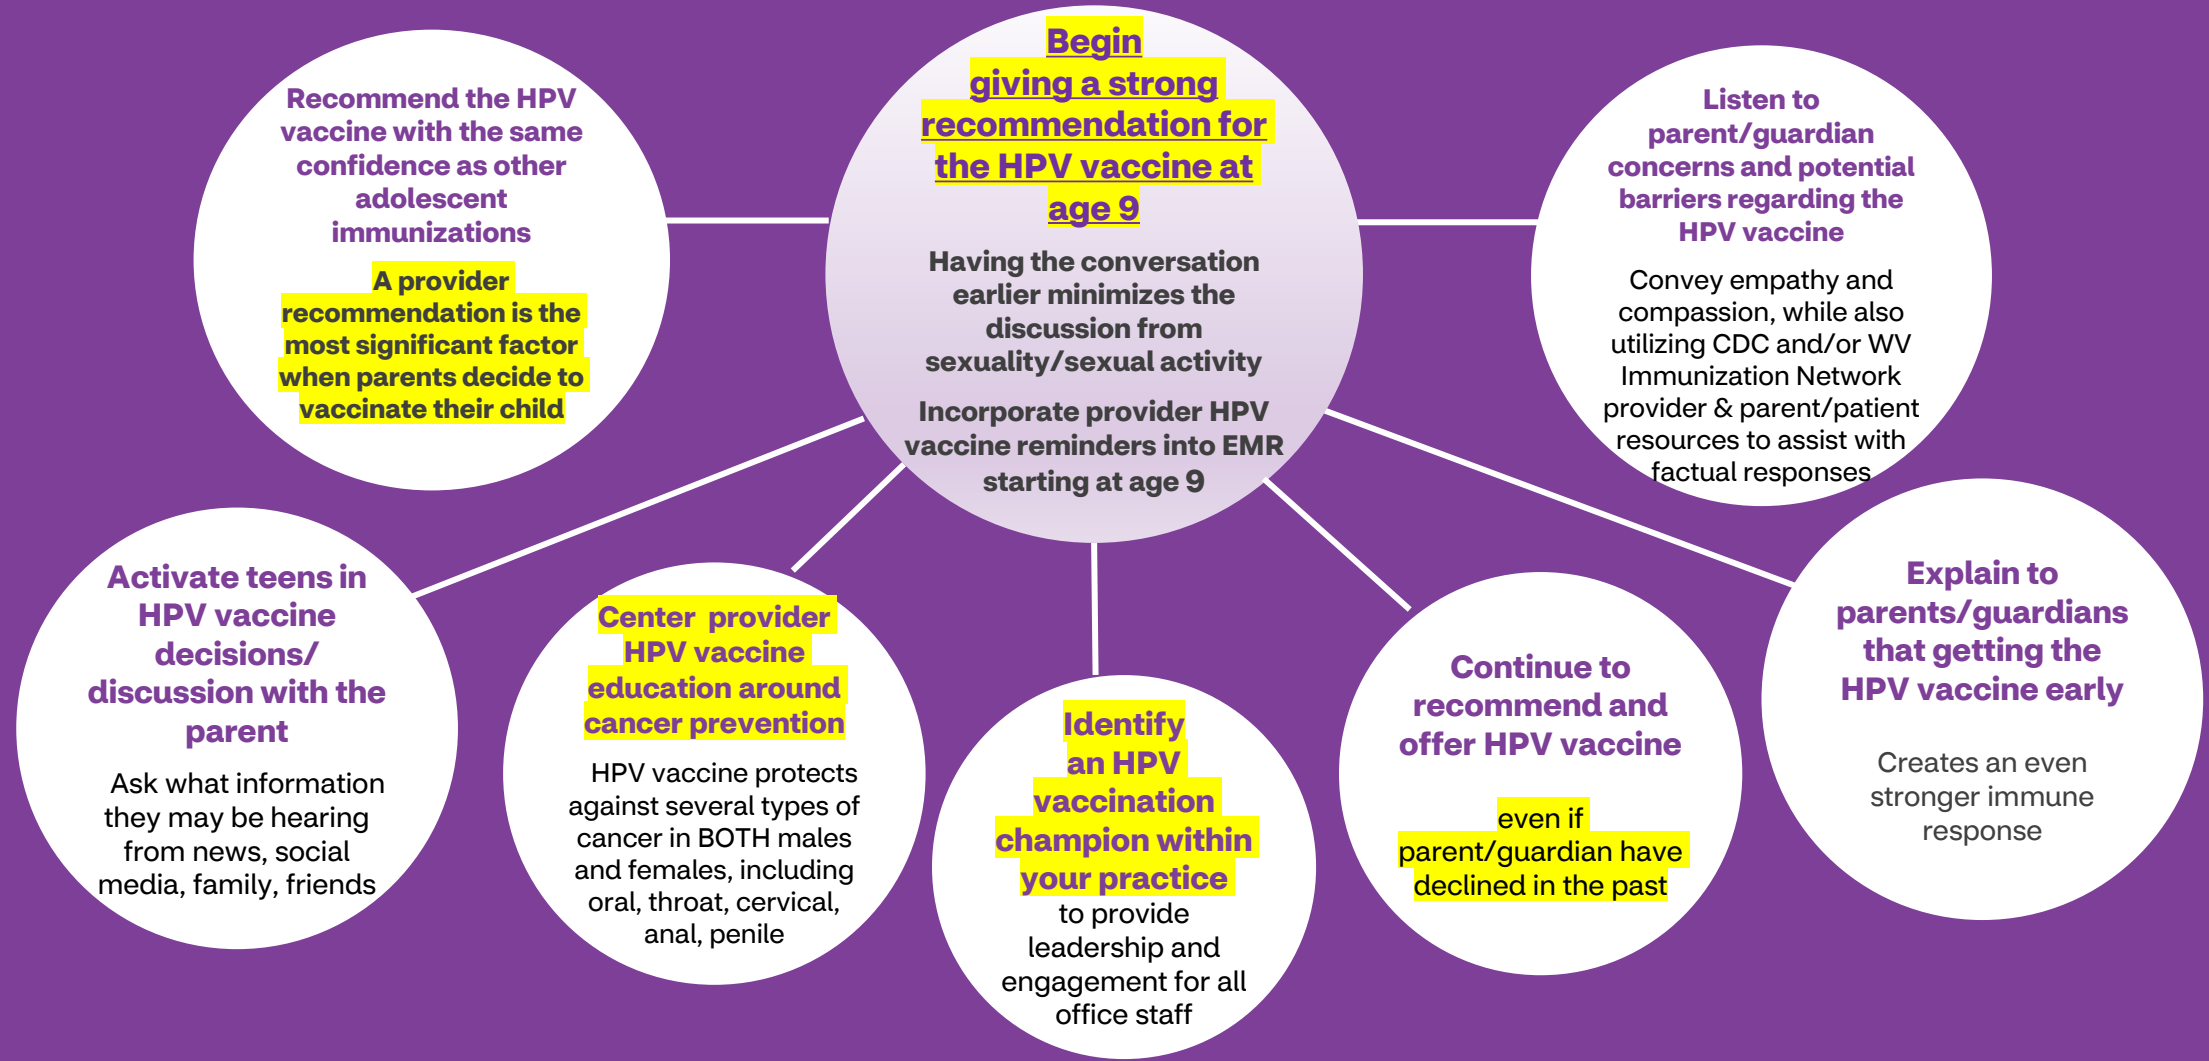 Begin
giving a strong
recommendation for
the HPV vaccine at
age 9
Having the conversation
earlier minimizes the
discussion from
sexuality/sexual activity
Incorporate provider HPV
vaccine reminders into EMR
starting at age 9
Recommend the HPV
vaccine with the same
confidence as other
adolescent
immunizations
A provider
recommendation is the
most significant factor
when parents decide to
vaccinate their child
Listen to
parent/guardian
concerns and potential
barriers regarding the
HPV vaccine
Convey empathy and
compassion, while also
utilizing CDC and/or WV
Immunization Network
provider & parent/patient
resources to assist with
factual responses
Activate teens in
HPV vaccine
decisions/
discussion with the
parent
Ask what information
they may be hearing
from news, social
media, family, friends
Center provider
HPV vaccine
education around
cancer prevention
HPV vaccine protects
against several types of
cancer in BOTH males
and females, including
oral, throat, cervical,
anal, penile
Identify
an HPV
vaccination
champion within
your practice
to provide
leadership and
engagement for all
office staff
Continue to
recommend and
offer HPV vaccine
even if
parent/guardian have
declined in the past
Explain to
parents/guardians
that getting the
HPV vaccine early
Creates an even
stronger immune
response